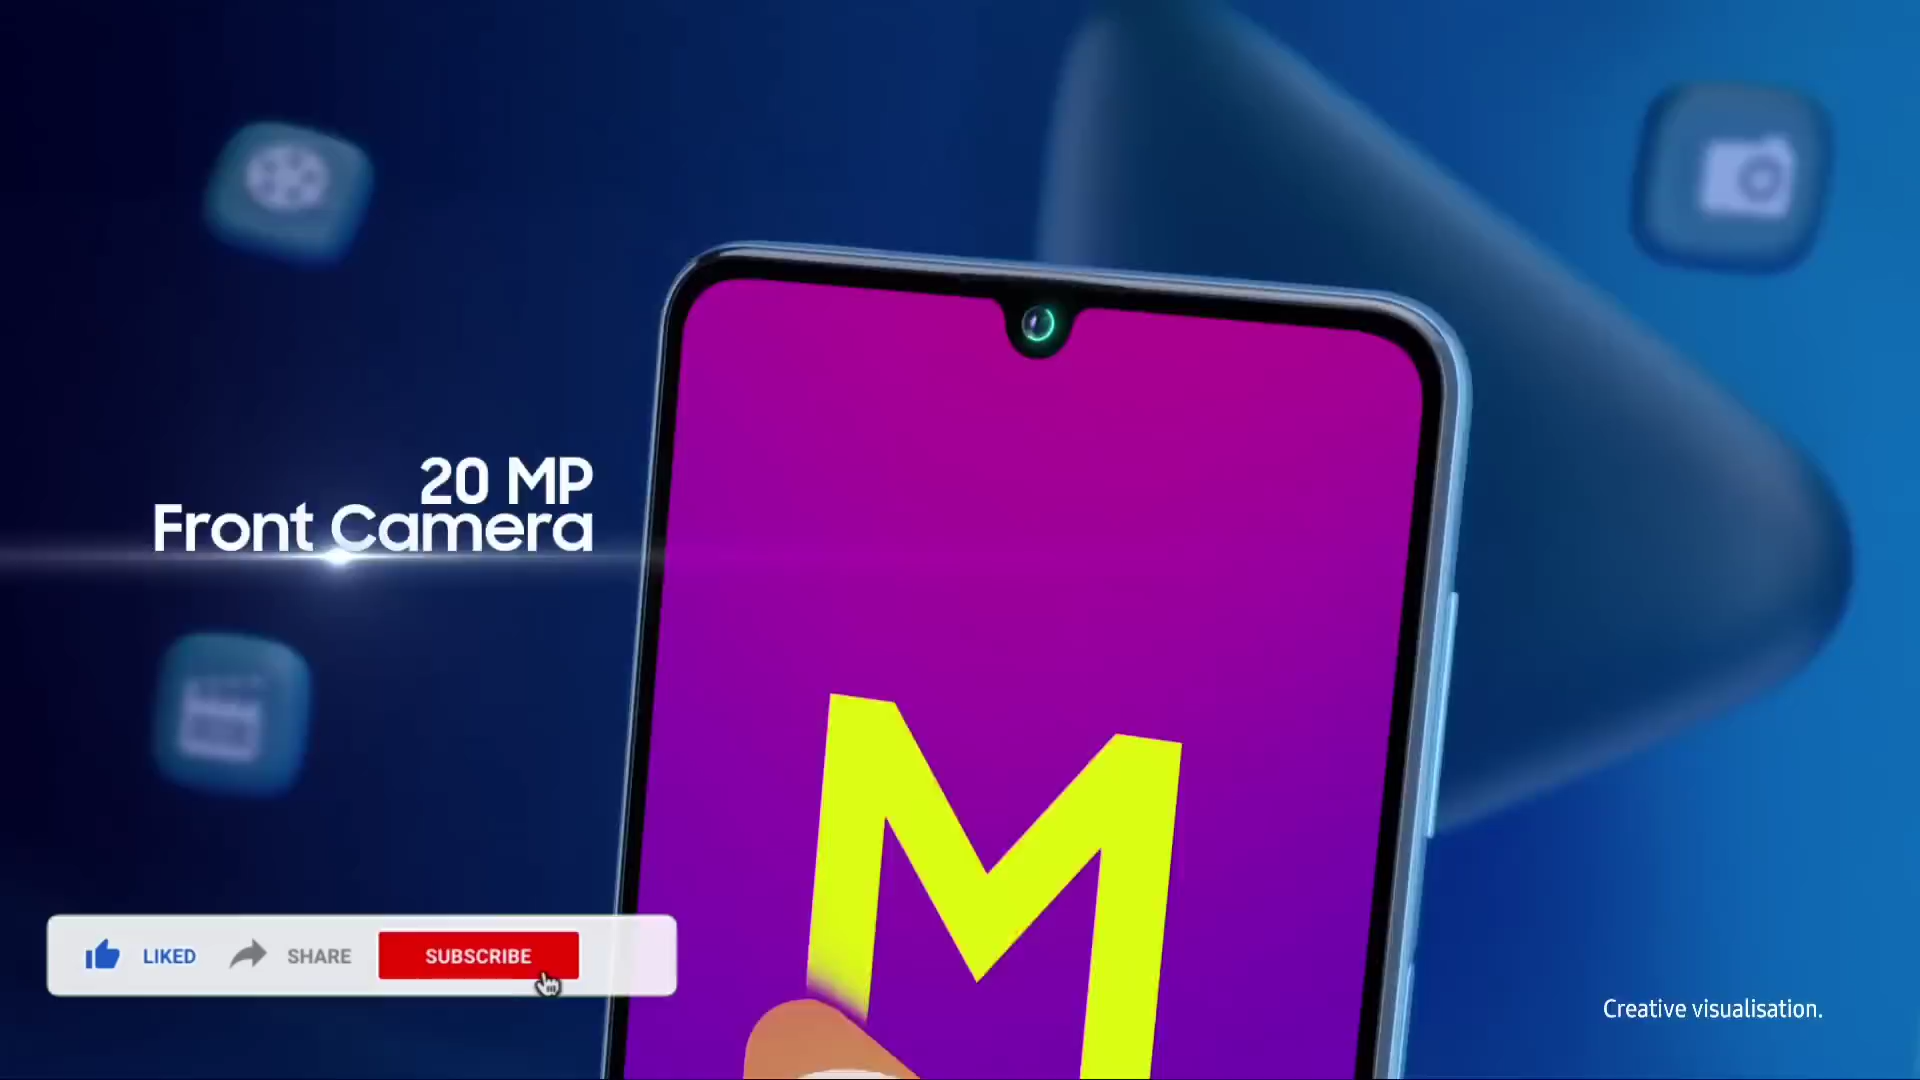 20 MP
Front Camera
M
LIKED SHARE SUBSCRIBE
Creative visualisation.